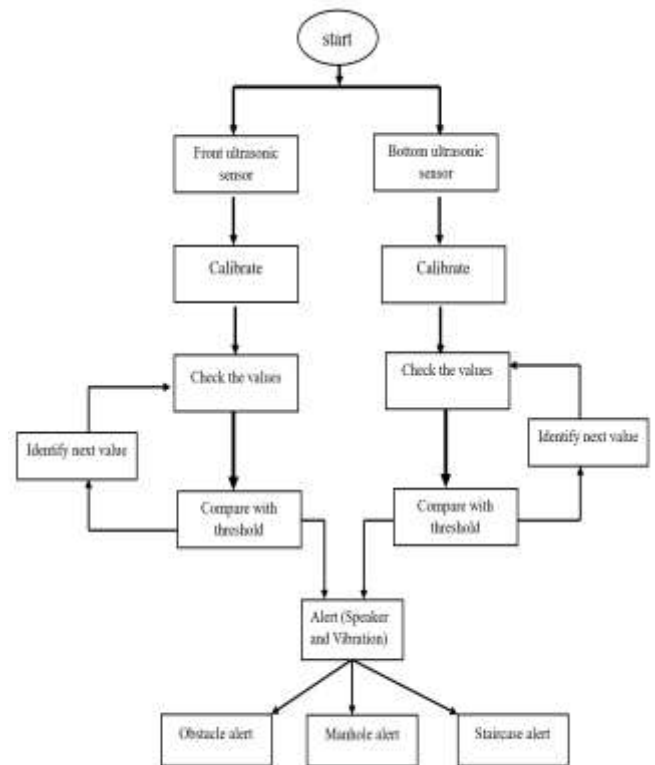 start
Front ultrasonic
sensor
Bottom ultrasonic
sensor
Calibrate
Calibrate
Check the values
Check the values
Identify next value
Identify next value
Compare with
threshold
Compare with
threshold
Alert (Speaker
and Vibration)
Obstacle alert
Manhole alert
Staircase alert